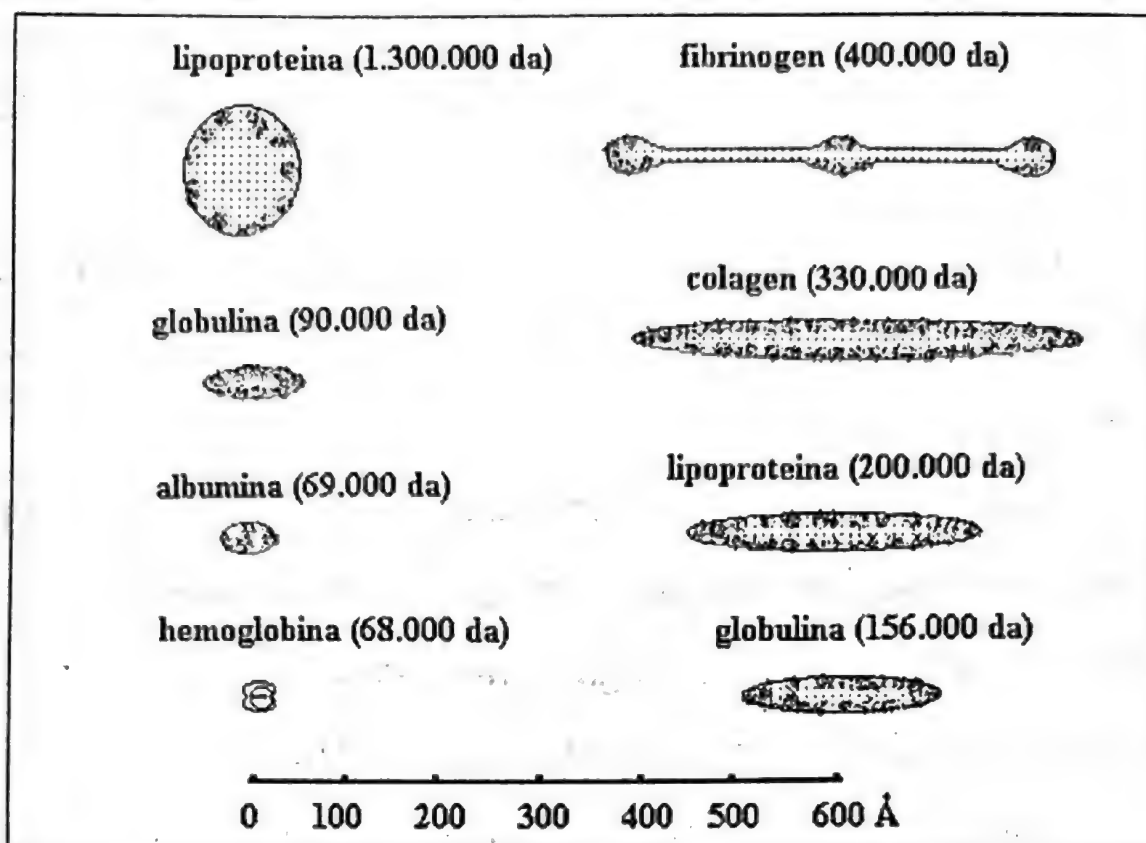 lipoproteina (1.300.000 da)
fibrinogen (400.000 da)
colagen (330.000 da)
globulina (90.000 da)
lipoproteina (200.000 da)
albumina (69.000 da)
hemoglobina (68.000 da)
globulina (156.000 da)
0 100 200 300 400 500 600 Å